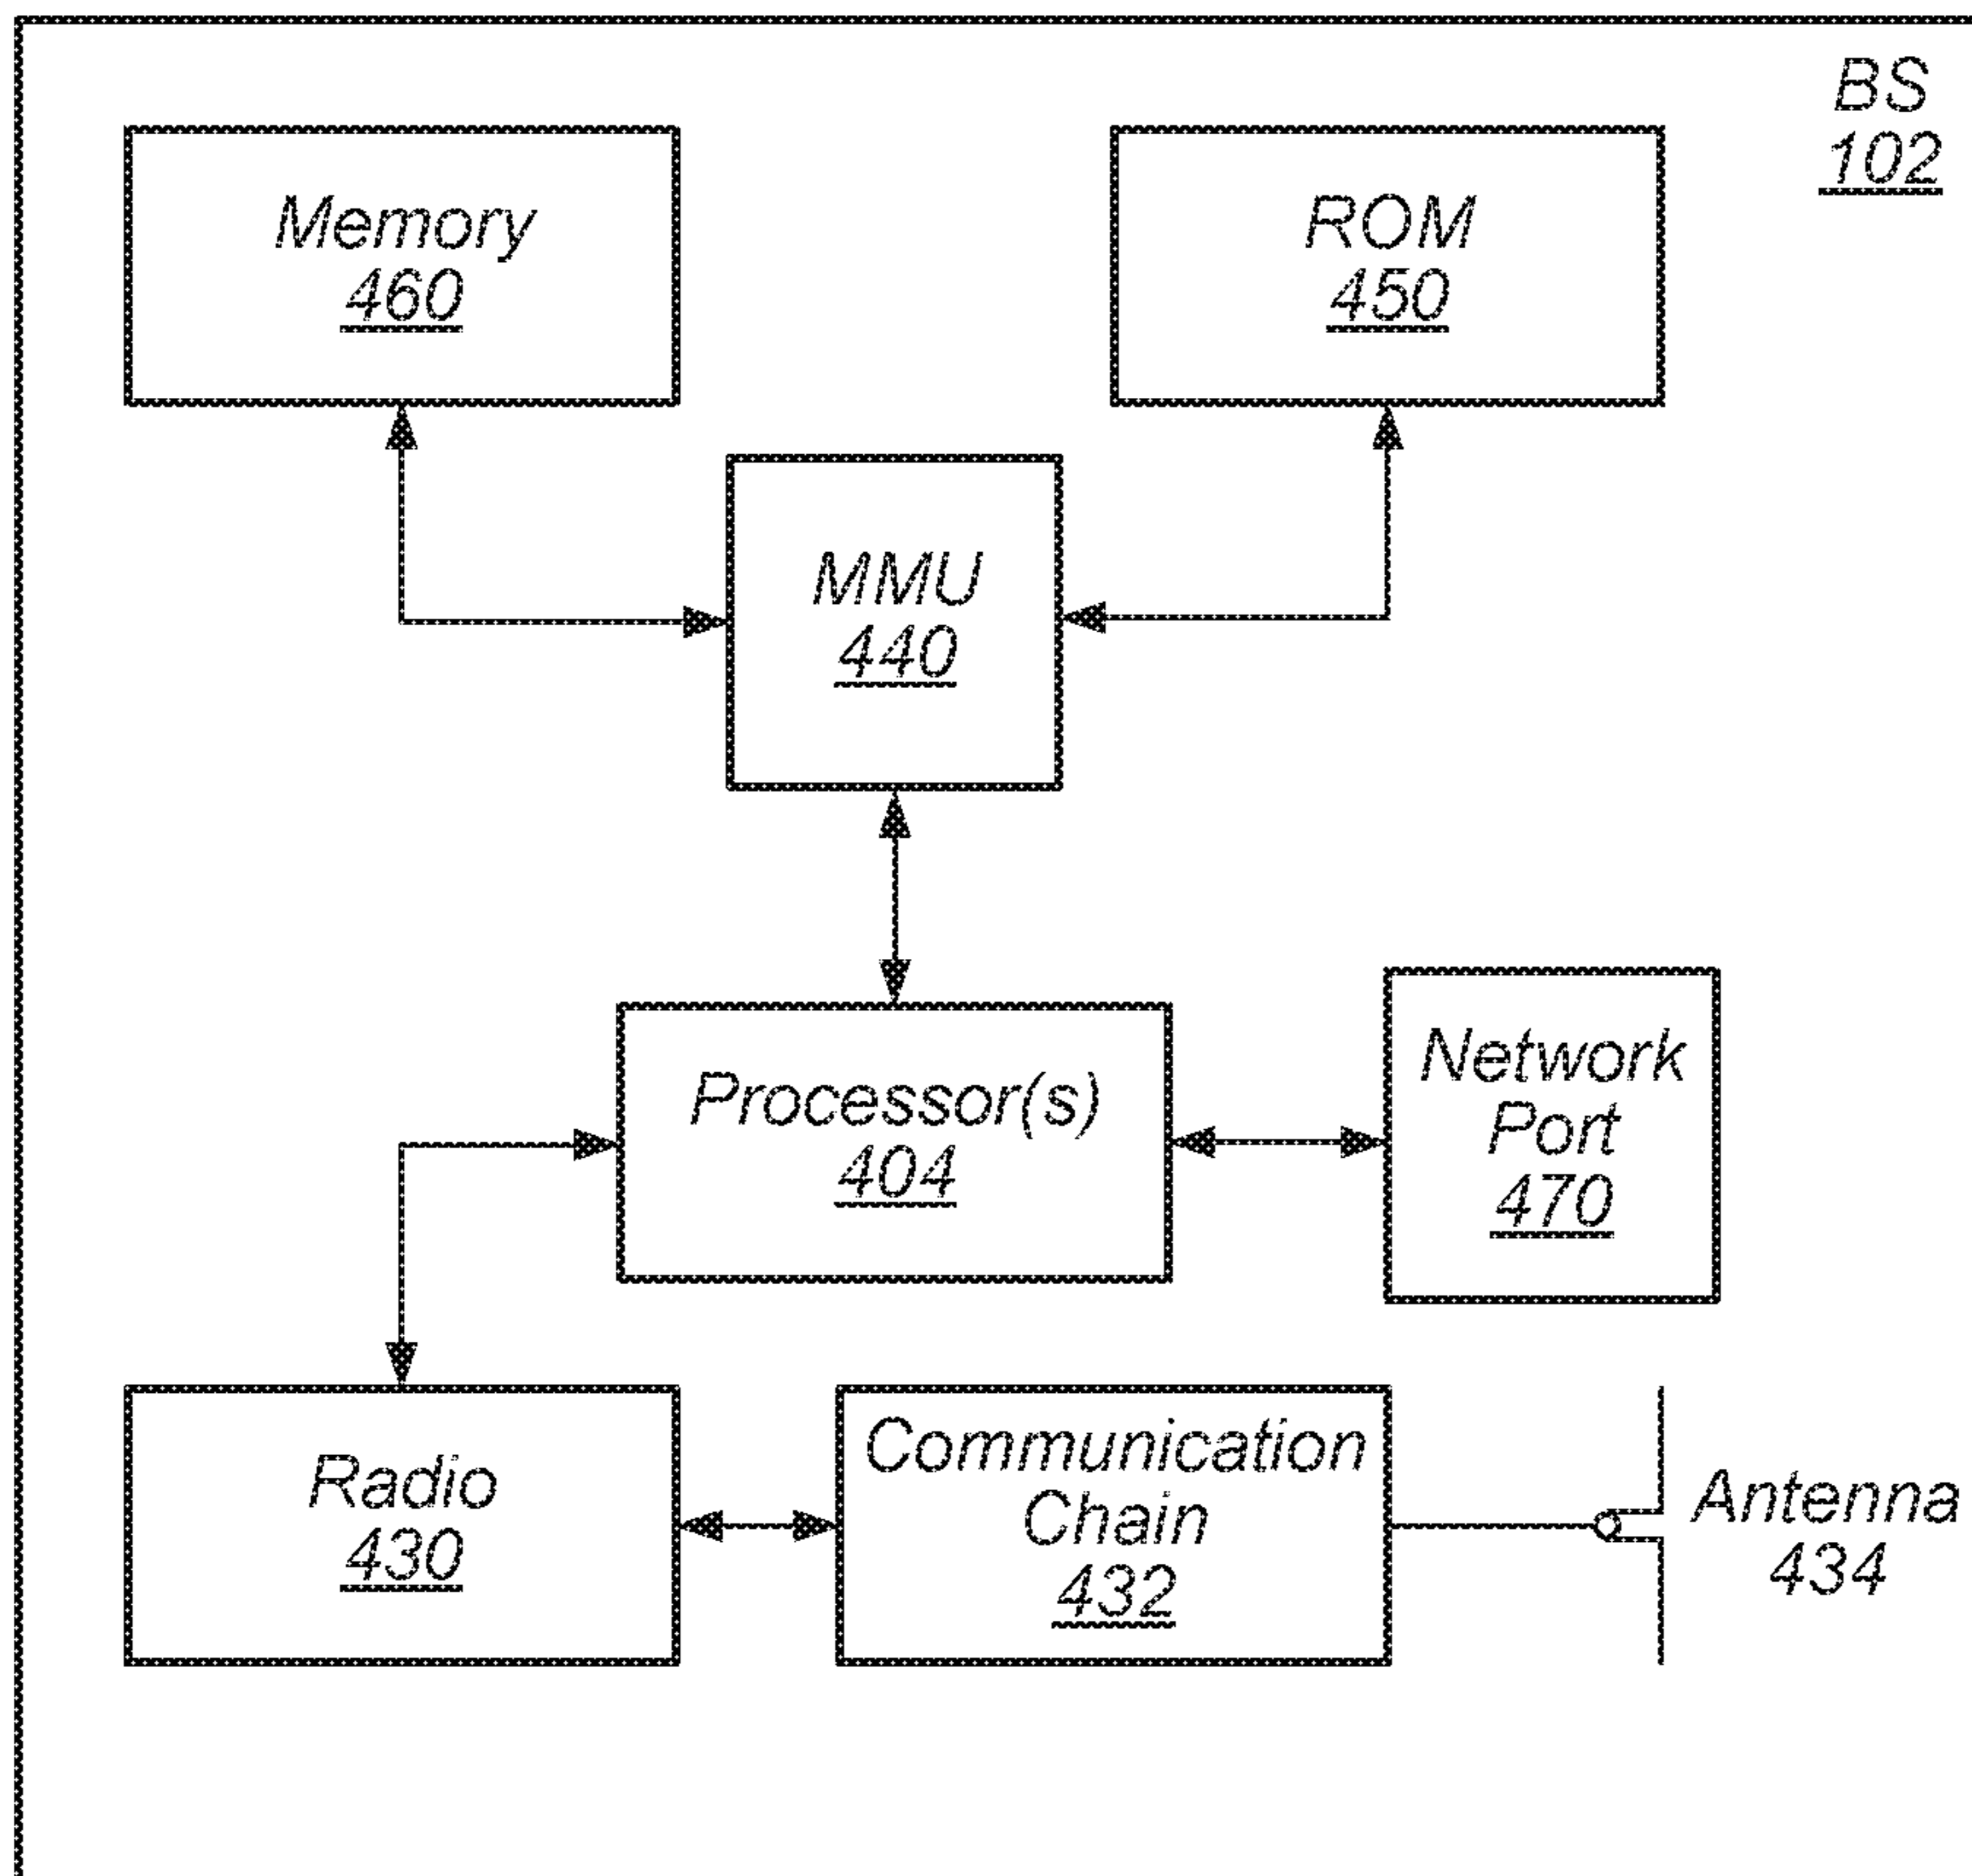 BS
102
Memory
460
ROM
450
MMU
440
Processor(s)
404
Network
Port
470
Radio
430
Communication
Chain
432
Antenna
434